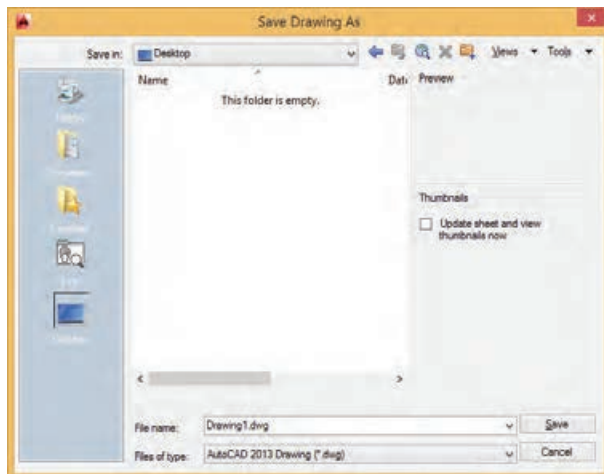 Save Drawing As
Save in: Desktop Views Tools
Name Date Preview
This folder is empty.
Thumbnails
Update sheet and view
thumbnails now
File name: Drawing1.dwg Save
Files of type: AutoCAD 2013 Drawing (*.dwg) Cancel